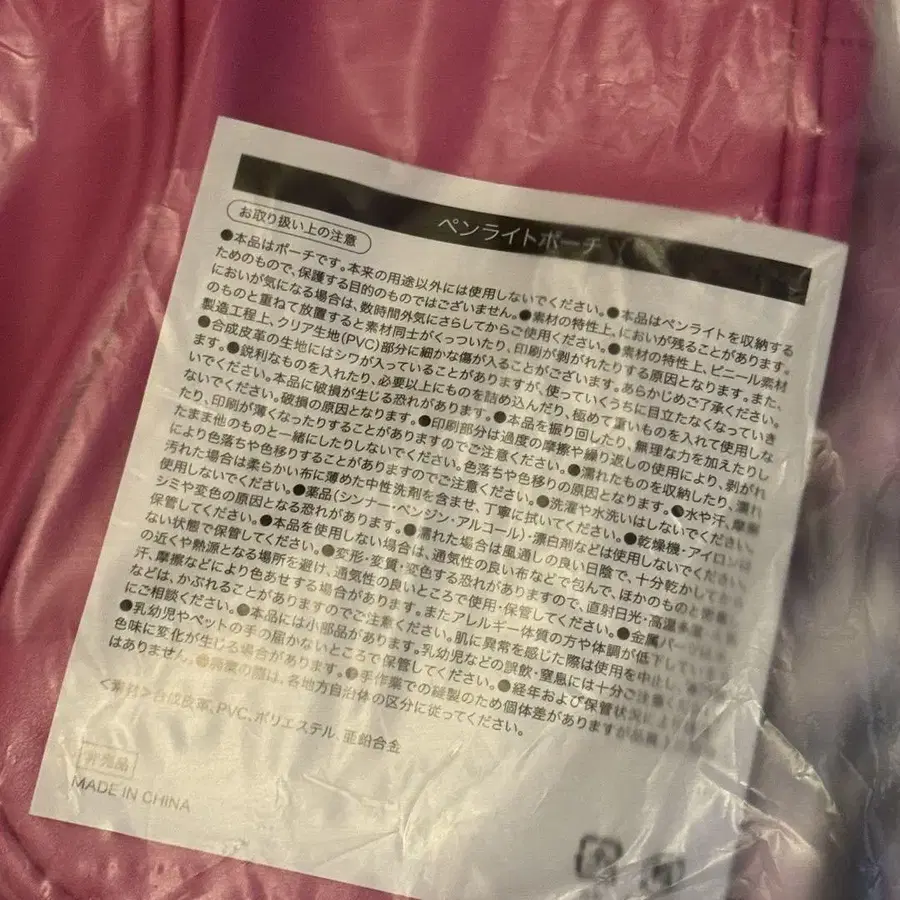 ペンライトポーチ
お取り扱い上の注意
●本品はポーチです。本来の用途以外には使用しないでください。●本品はペンライトを収納する
ためのもので、保護する目的のものではございません。●素材の特性上、においが残ることがあります。
においが気になる場合は、数時間外気にさらしてからご使用ください。●素材の特性上、ビニール素材
のものと重ねて放置すると素材同士がくっついたり、印刷が剥がれたりする原因となります。また、
製造工程上、クリア生地(PVC)部分に細かな傷が入ることがございます。あらかじめご了承ください。
●合成皮革の生地にはシワが入っていることがありますが、使っていくうちに目立たなくなっていき
ます。●鋭利なものを入れたり、必要以上にものを詰め込んだり、極めて重いものを入れて使用しな
いでください。本品に破損が生じる恐れがあります。●本品を振り回したり、無理な力を加えたりし
ないでください。破損の原因となります。●印刷部分は過度の摩擦や繰り返しの使用により、剥がれ
たり、印刷が薄くなったりすることがありますのでご注意ください。●濡れたものを収納したり、濡れ
たまま他のものと一緒にしたりしないでください。色落ちや色移りの原因となります。●水や汗、摩擦
により色落ちや色移りすることがありますのでご注意ください。●洗濯や水洗いはしないでください。
汚れた場合は柔らかい布に薄めた中性洗剤を含ませ、丁寧に拭いてください。●乾燥機・アイロンは
使用しないでください。●薬品(シンナー・ベンジン・アルコール)・漂白剤などは使用しないでください。
シミや変色の原因となる恐れがあります。●濡れた場合は風通しの良い日陰で、十分乾かしてから
保管してください。●本品を使用しない場合は、通気性の良い布などで包んで、ほかのものと密着
ない状態で保管してください。●変形・変質・変色する恐れがありますので、直射日光・高温
の近くや熱源となる場所を避け、通気性の良いところで使用・保管してください。●金属パーツは
汗、摩擦などにより色あせする場合があります。またアレルギー体質の方や体調が低下してい
などは、かぶれることがありますのでご注意ください。肌に異常を感じた際は使用を中止し、
にご相談ください。●本品には小部品があります。乳幼児などの誤飲・窒息には十分ご注意く
●乳幼児やペットの手の届かないところで保管してください。●経年および保管状況により
色味に変化が生じる場合があります。●手作業での縫製のため個体差がありますが品質
はありません。●廃棄の際は、各地方自治体の区分に従ってください。
<素材>合成皮革、PVC、ポリエステル、亜鉛合金
非売品
MADE IN CHINA